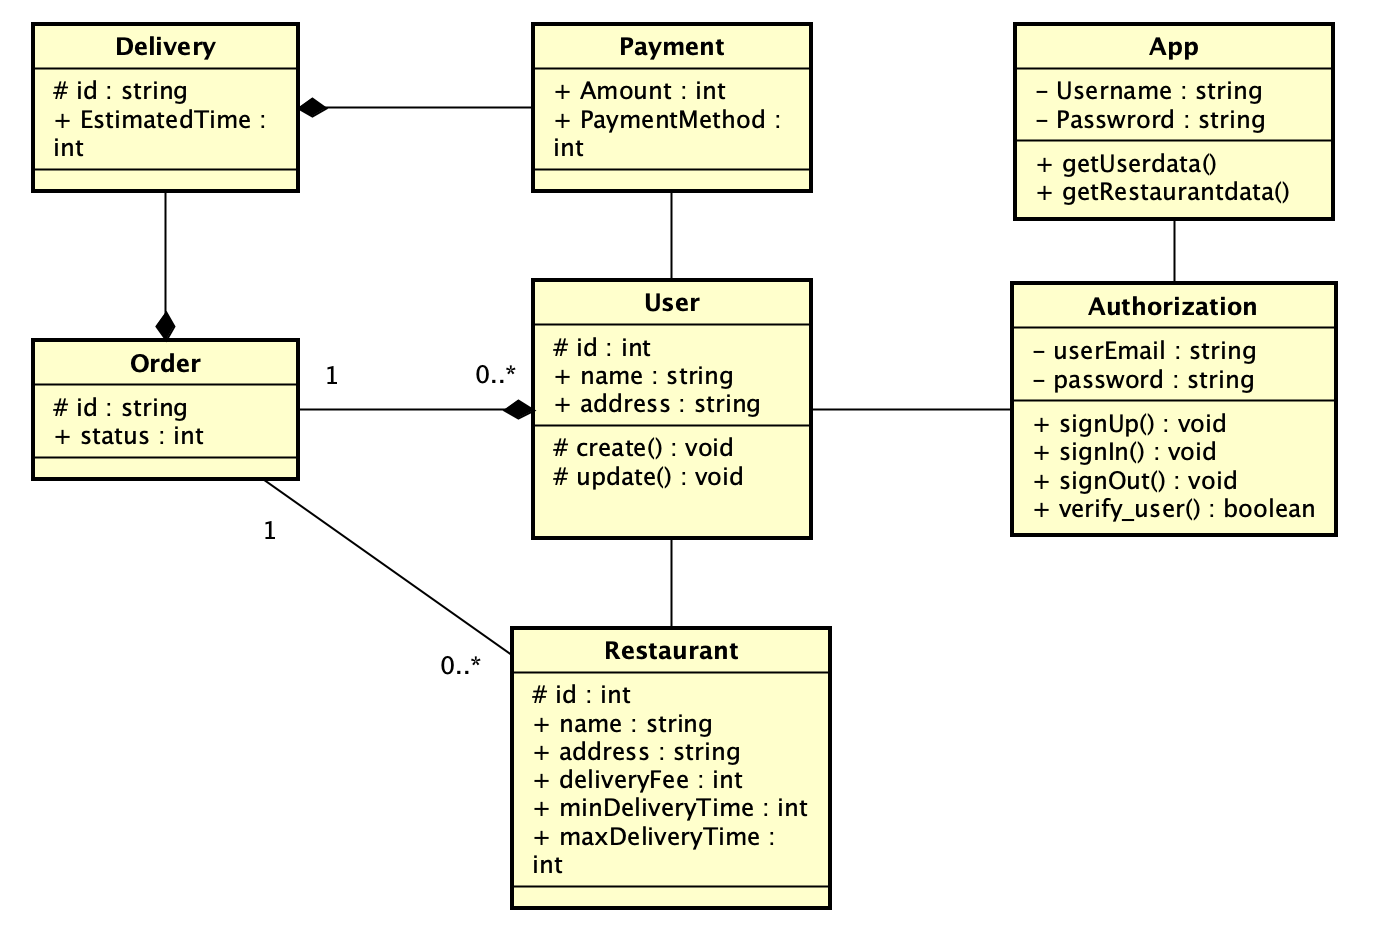 Delivery
# id : string
+ EstimatedTime :
int
Payment
+ Amount : int
+ PaymentMethod :
int
App
- Username : string
- Passwrord : string
+ getUserdata()
+ getRestaurantdata()
Order
# id : string
+ status : int
1
0..*
User
# id : int
+ name : string
+ address : string
# create() : void
# update() : void
Authorization
- userEmail : string
- password : string
+ signUp() : void
+ signIn() : void
+ signOut() : void
+ verify_user() : boolean
1
0..*
Restaurant
# id : int
+ name : string
+ address : string
+ deliveryFee : int
+ minDeliveryTime : int
+ maxDeliveryTime :
int